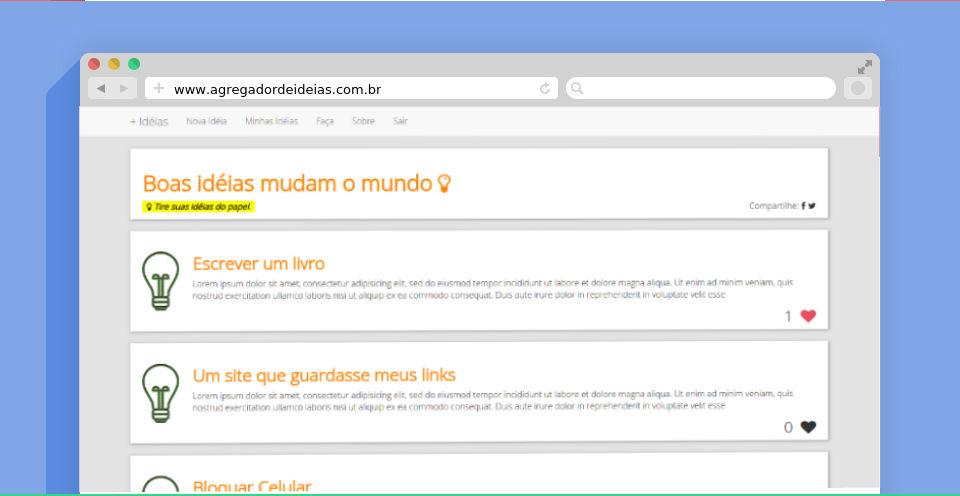 www.agregadordeideias.com.br
+ Idéias Nova Idéia Minhas Idéias Faça Sobre Sair
Boas idéias mudam o mundo
Tire suas idéias do papel.
Compartilhe:
Escrever um livro
Lorem ipsum dolor sit amet, consectetur adipisicing elit, sed do eiusmod tempor incididunt ut labore et dolore magna aliqua. Ut enim ad minim veniam, quis
nostrud exercitation ullamco laboris nisi ut aliquip ex ea commodo consequat. Duis aute irure dolor in reprehenderit in voluptate velit esse
1
Um site que guardasse meus links
Lorem ipsum dolor sit amet, consectetur adipisicing elit, sed do eiusmod tempor incididunt ut labore et dolore magna aliqua. Ut enim ad minim veniam, quis
nostrud exercitation ullamco laboris nisi ut aliquip ex ea commodo consequat. Duis aute irure dolor in reprehenderit in voluptate velit esse
0
Bloquar Celular